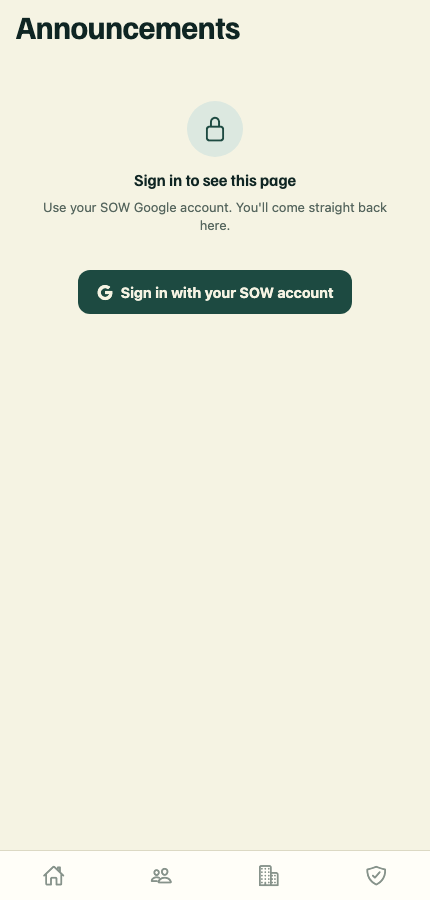 Announcements
Sign in to see this page
Use your SOW Google account. You'll come straight back
here.
Sign in with your SOW account